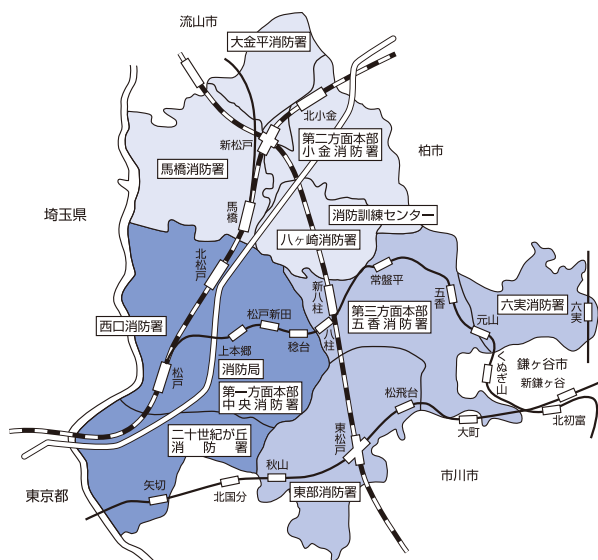 流山市
大金平消防署
北小金
新松戸
第二方面本部
小金消防署
柏市
馬橋消防署
馬橋
消防訓練センター
埼玉県
八ヶ崎消防署
北松戸
常盤平
新八柱
五香
六実消防署
六実
松戸新田
第三方面本部
五香消防署
西口消防署
元山
八柱
稔台
上本郷
消防局
くぬぎ山
鎌ヶ谷市
新鎌ヶ谷
松戸
第一方面本部
中央消防署
松飛台
北初富
大町
二十世紀が丘
消防署
東松戸
秋山
市川市
東京都
矢切
北国分
東部消防署